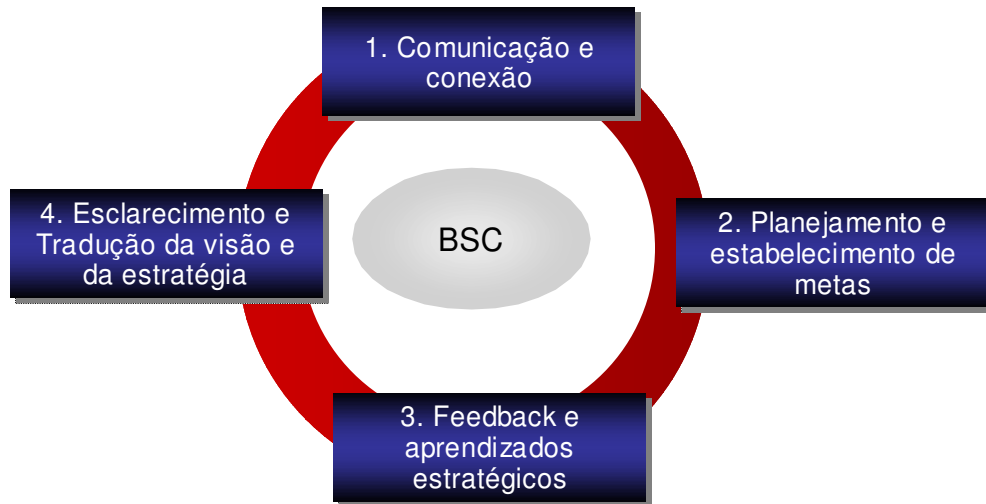 1. Comunicação e
conexão
4. Esclarecimento e
Tradução da visão e
da estratégia
BSC
2. Planejamento e
estabelecimento de
metas
3. Feedback e
aprendizados
estratégicos